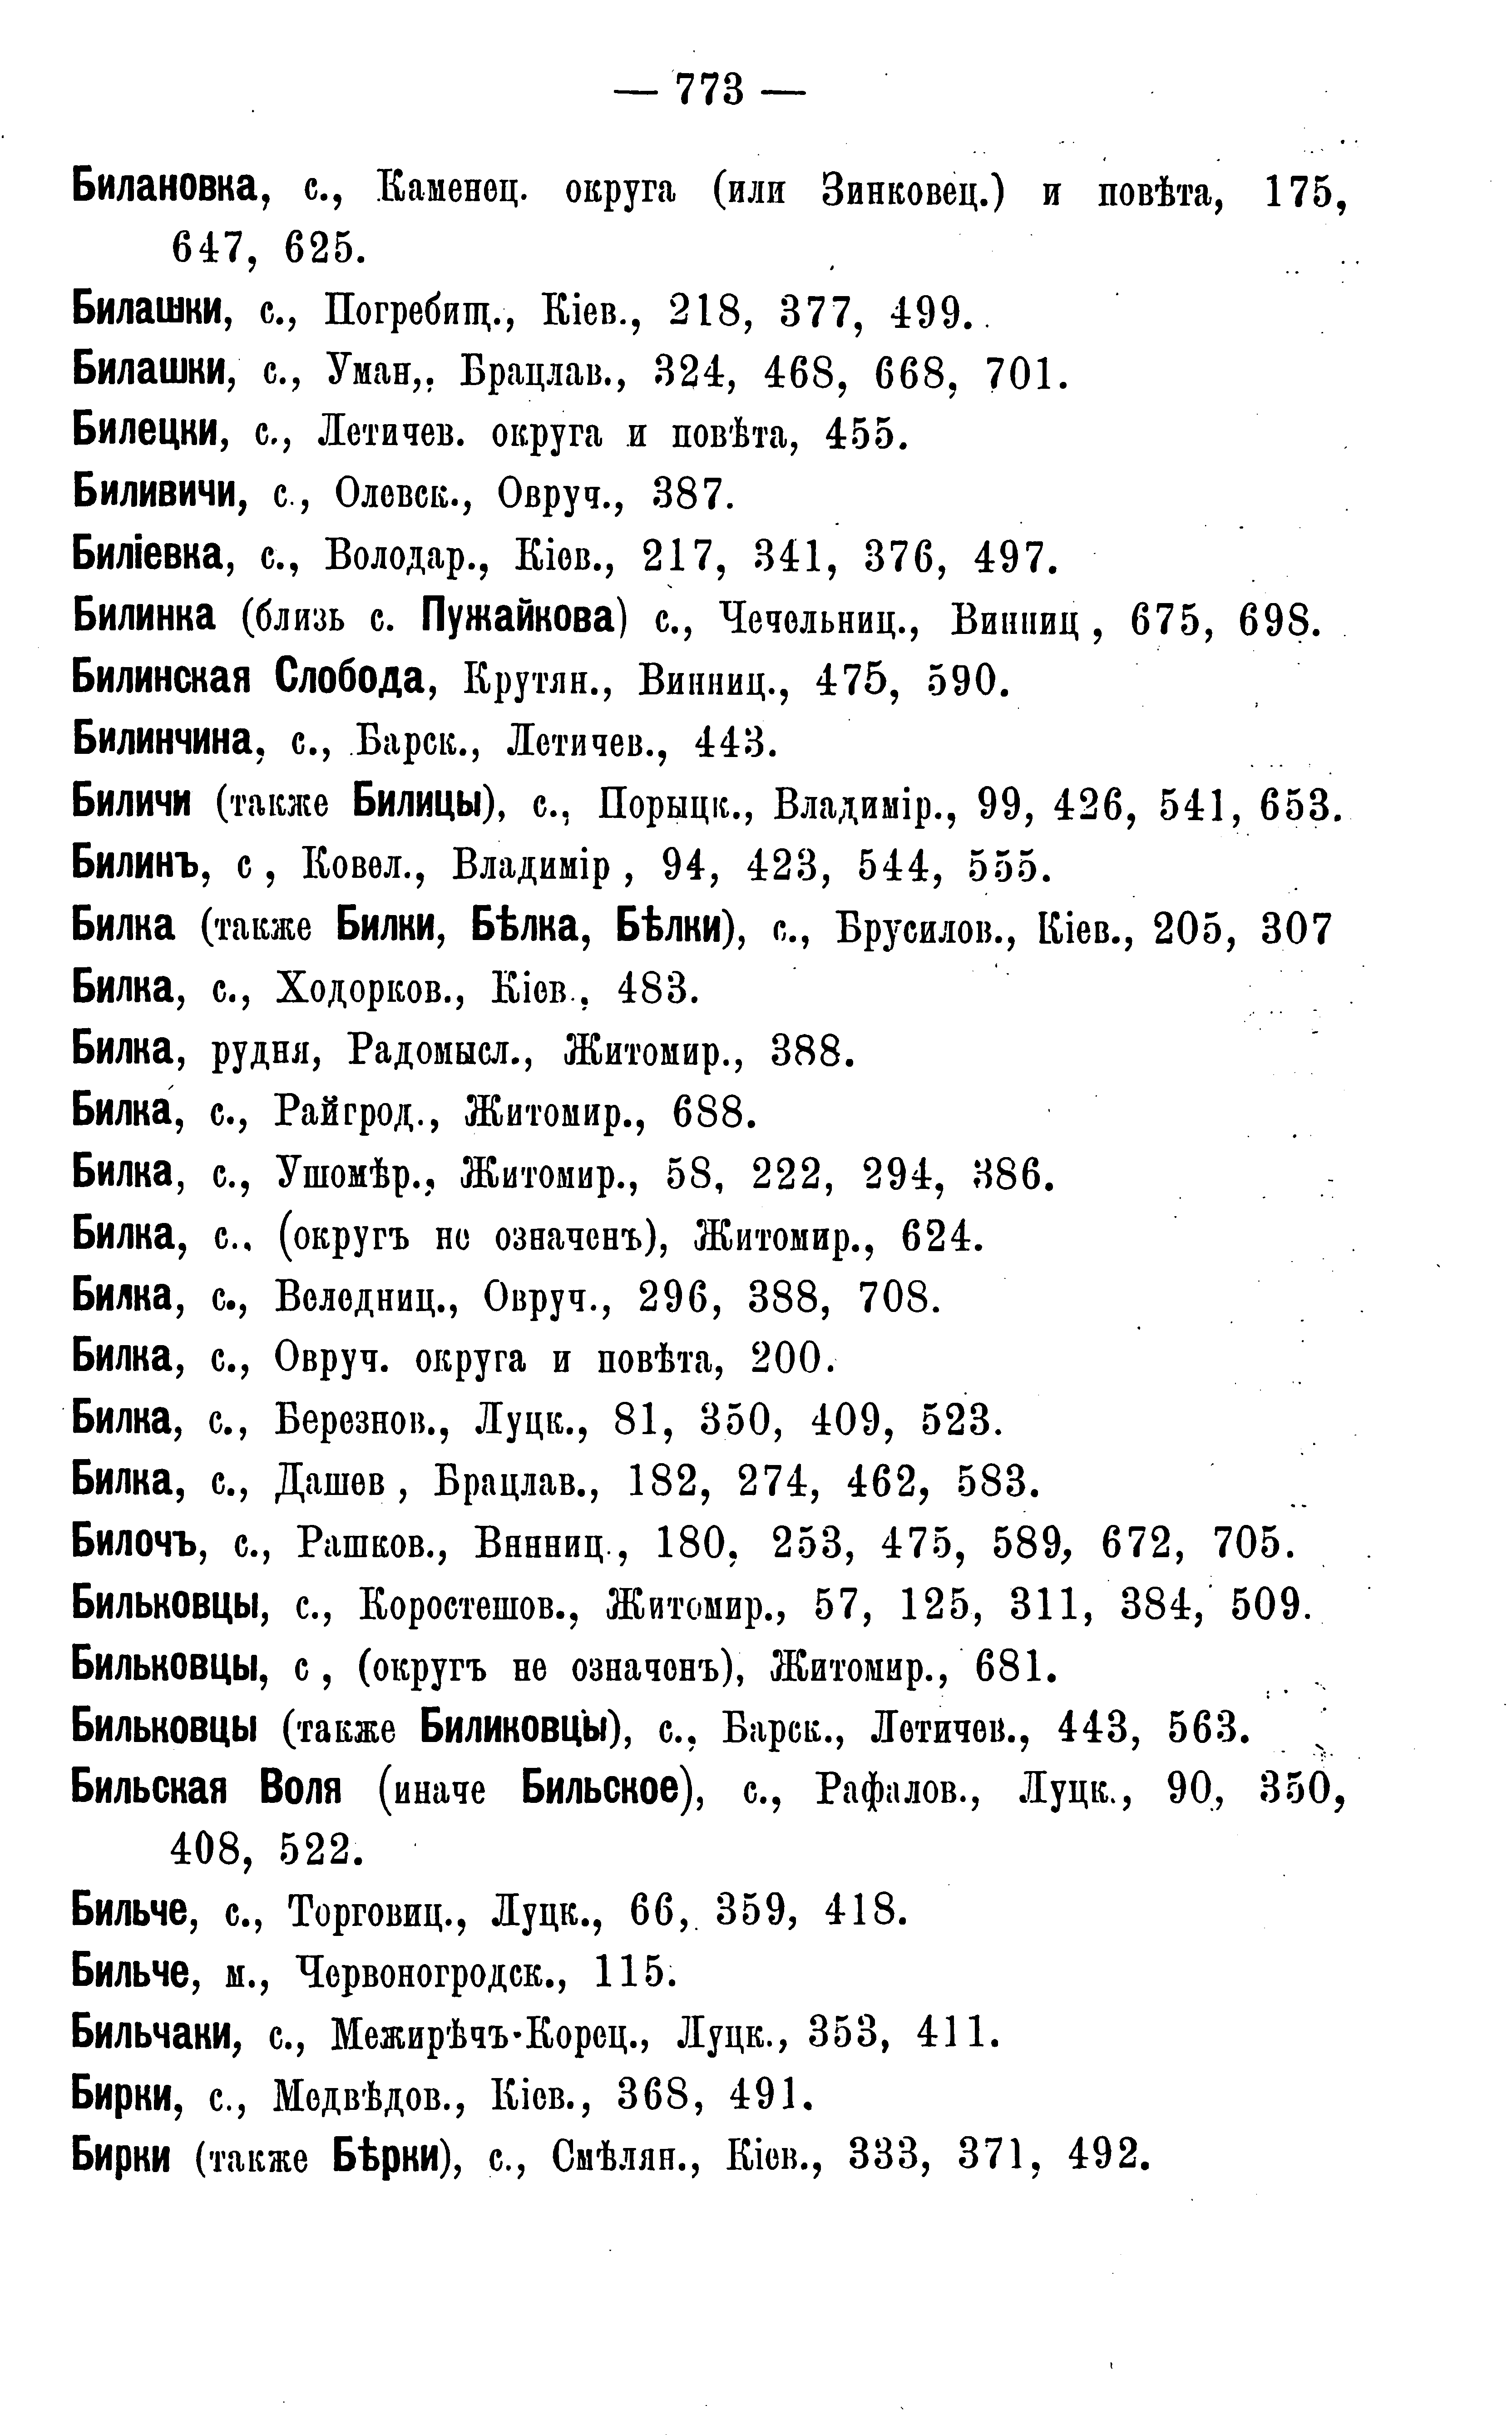 — 773 —
Билановка, с., Каменец. округа (или Зинковец.) и повѣта, 175,
647, 625.
Билашки, с., Погребищ., Кіев., 218, 377, 499.
Билашки, с., Уман,. Брацлав., 324, 468, 668, 701.
Билецки, с., Летичев. округа и повѣта, 455.
Биливичи, с., Олевск., Овруч., 387.
Биліевка, с., Володар., Кіев., 217, 341, 376, 497.
Билинка (близь с. Пужайкова) с., Чечельниц., Винниц , 675, 698.
Билинская Слобода, Крутян., Винниц., 475, 590.
Билинчина, с., Барск., Летичев., 443.
Биличи (также Билицы), с., Порыцк., Владимір., 99, 426, 541, 653.
Билинъ, с , Ковел., Владимір , 94, 423, 544, 555.
Билка (также Билки, Бѣлка, Бѣлки), с., Брусилов., Кіев., 205, 307
Билка, с., Ходорков., Кіев., 483.
Билка, рудня, Радомысл., Житомир., 388.
Билка, с., Райгрод., Житомир., 688.
Билка, с., Ушомѣр., Житомир., 58, 222, 294, 386.
Билка, с.. (округъ не означенъ), Житомир., 624.
Билка, с., Веледниц., Овруч., 296, 388, 708.
Билка, с., Овруч. округа и повѣта, 200.
Билка, с., Березнов., Луцк., 81, 350, 409, 523.
Билка, с., Дашев , Брацлав., 182, 274, 462, 583.
Билочъ, с., Рашков., Винниц., 180, 253, 475, 589, 672, 705.
Бильковцы, с., Коростешов., Житомир., 57, 125, 311, 384, 509.
Бильковцы, с , (округъ не означенъ), Житомир., 681.
Бильковцы (также Биликовцы), с., Барск., Летичев., 443, 563.
Бильская Воля (иначе Бильское), с., Рафалов., Луцк., 90, 350,
408, 522.
Бильче, с., Торговиц., Луцк., 66, 359, 418.
Бильче, м., Червоногродск., 115.
Бильчаки, с., Межирѣчъ-Корец., Луцк., 353, 411.
Бирки, с., Медвѣдов., Кіев., 368, 491.
Бирки (также Бѣрки), с., Смѣлян., Кіев., 333, 371, 492.